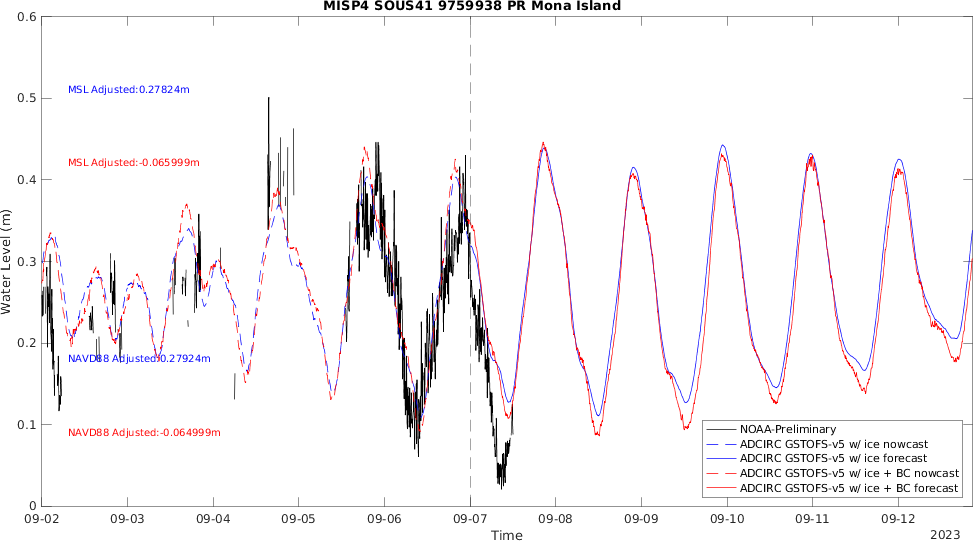 MISP4 SOUS41 9759938 PR Mona Island
0.6
0.5
0.4
0.3
0.2
0.1
0
Water Level (m)
MSL Adjusted:0.27824m
MSL Adjusted:-0.065999m
NAVD88 Adjusted:0.27924m
NAVD88 Adjusted:-0.064999m
NOAA-Preliminary
ADCIRC GSTOFS-v5 w/ ice nowcast
ADCIRC GSTOFS-v5 w/ ice forecast
ADCIRC GSTOFS-v5 w/ ice + BC nowcast
ADCIRC GSTOFS-v5 w/ ice + BC forecast
09-02 09-03 09-04 09-05 09-06 09-07 09-08 09-09 09-10 09-11 09-12
Time
2023